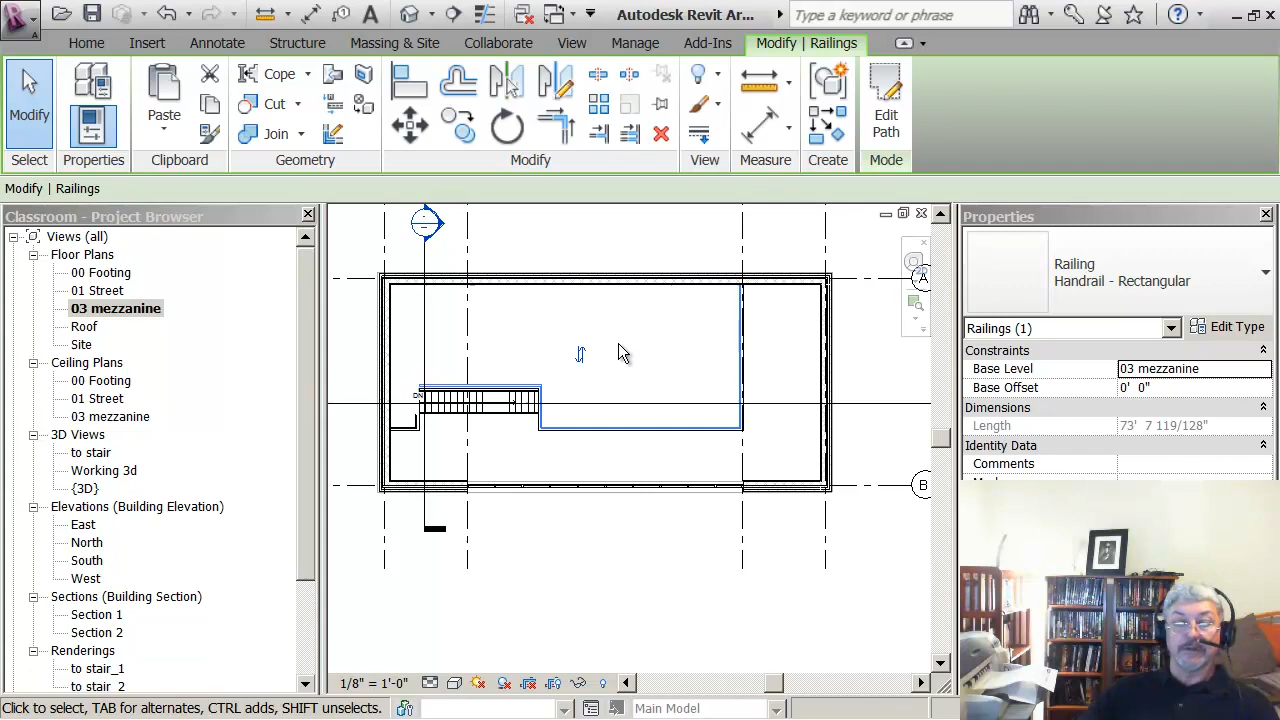 Autodesk Revit Ar...
Type a keyword or phrase
Home Insert Annotate Structure Massing & Site Collaborate View Manage Add-Ins Modify | Railings
Modify
Paste
Cope
Cut
Join
Edit
Path
Select Properties Clipboard Geometry Modify View Measure Create Mode
Modify | Railings
Classroom - Project Browser
Views (all)
Floor Plans
00 Footing
01 Street
03 mezzanine
Roof
Site
Ceiling Plans
00 Footing
01 Street
03 mezzanine
3D Views
to stair
Working 3d
{3D}
Elevations (Building Elevation)
East
North
South
West
Sections (Building Section)
Section 1
Section 2
Renderings
to stair_1
to stair_2
A
DN
B
1/8" = 1'-0"
Properties
Railing
Handrail - Rectangular
Railings (1)
Edit Type
Constraints
Base Level 03 mezzanine
Base Offset 0' 0"
Dimensions
Length 73' 7 119/128"
Identity Data
Comments
Click to select, TAB for alternates, CTRL adds, SHIFT unselects.
Main Model